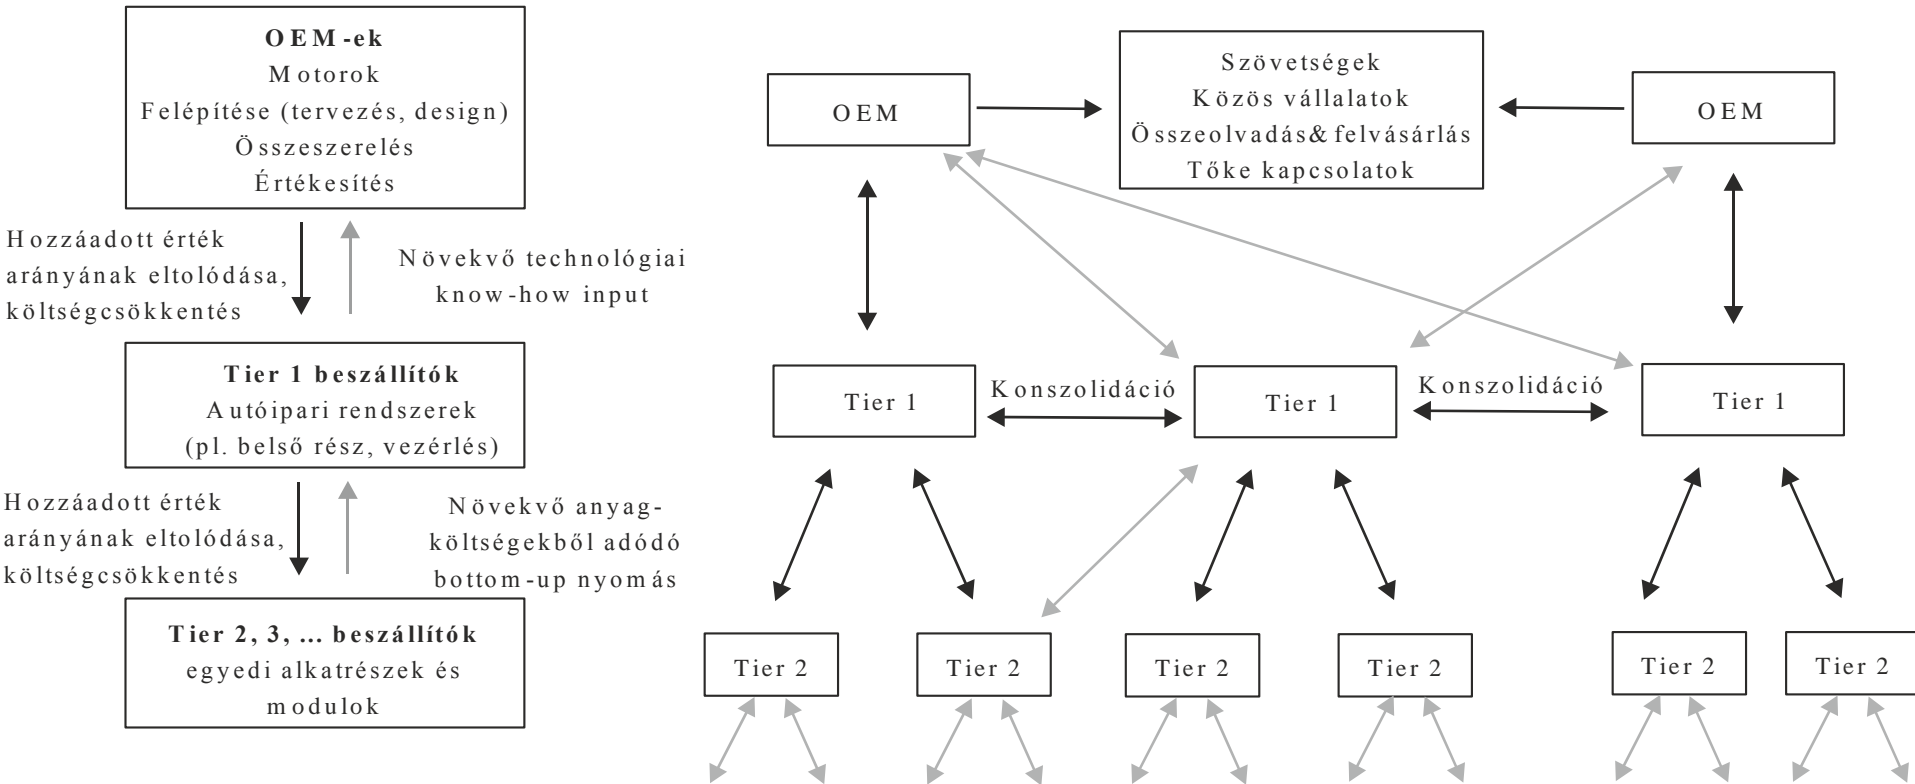 OEM-ek
Motorok
Felépítése (tervezés, design)
Összeszerelés
Értékesítés
Hozzáadott érték
arányának eltolódása,
költségcsökkentés
Növekvő technológiai
know-how input
Tier 1 beszállítók
Autóipari rendszerek
(pl. belső rész, vezérlés)
Hozzáadott érték
arányának eltolódása,
költségcsökkentés
Növekvő anyag-
költségekből adódó
bottom-up nyomás
Tier 2, 3, ... beszállítók
egyedi alkatrészek és
modulok
OEM
Szövetségek
Közös vállalatok
Összeolvadás&felvásárlás
Tőke kapcsolatok
OEM
Tier 1
Konszolidáció
Tier 1
Konszolidáció
Tier 1
Tier 2
Tier 2
Tier 2
Tier 2
Tier 2
Tier 2